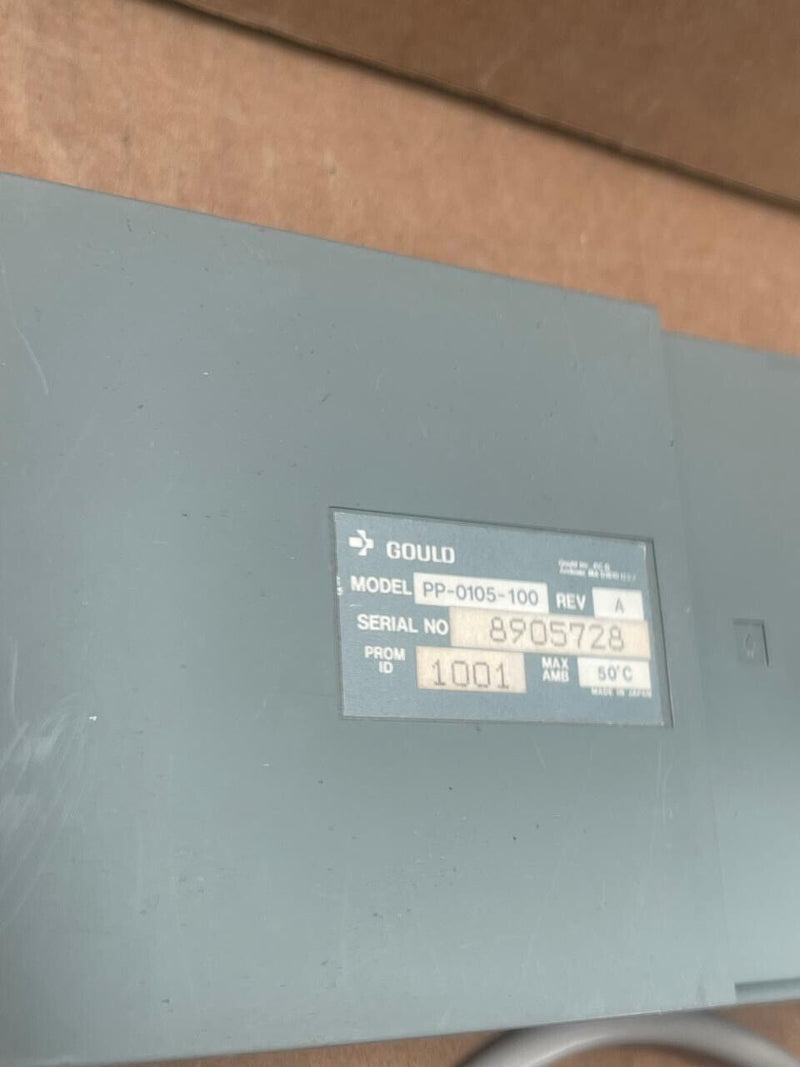 GOULD
MODEL PP-0105-100 REV A
SERIAL NO 8905728
PROM ID 1001 MAX AMB 50°C
MADE IN JAPAN